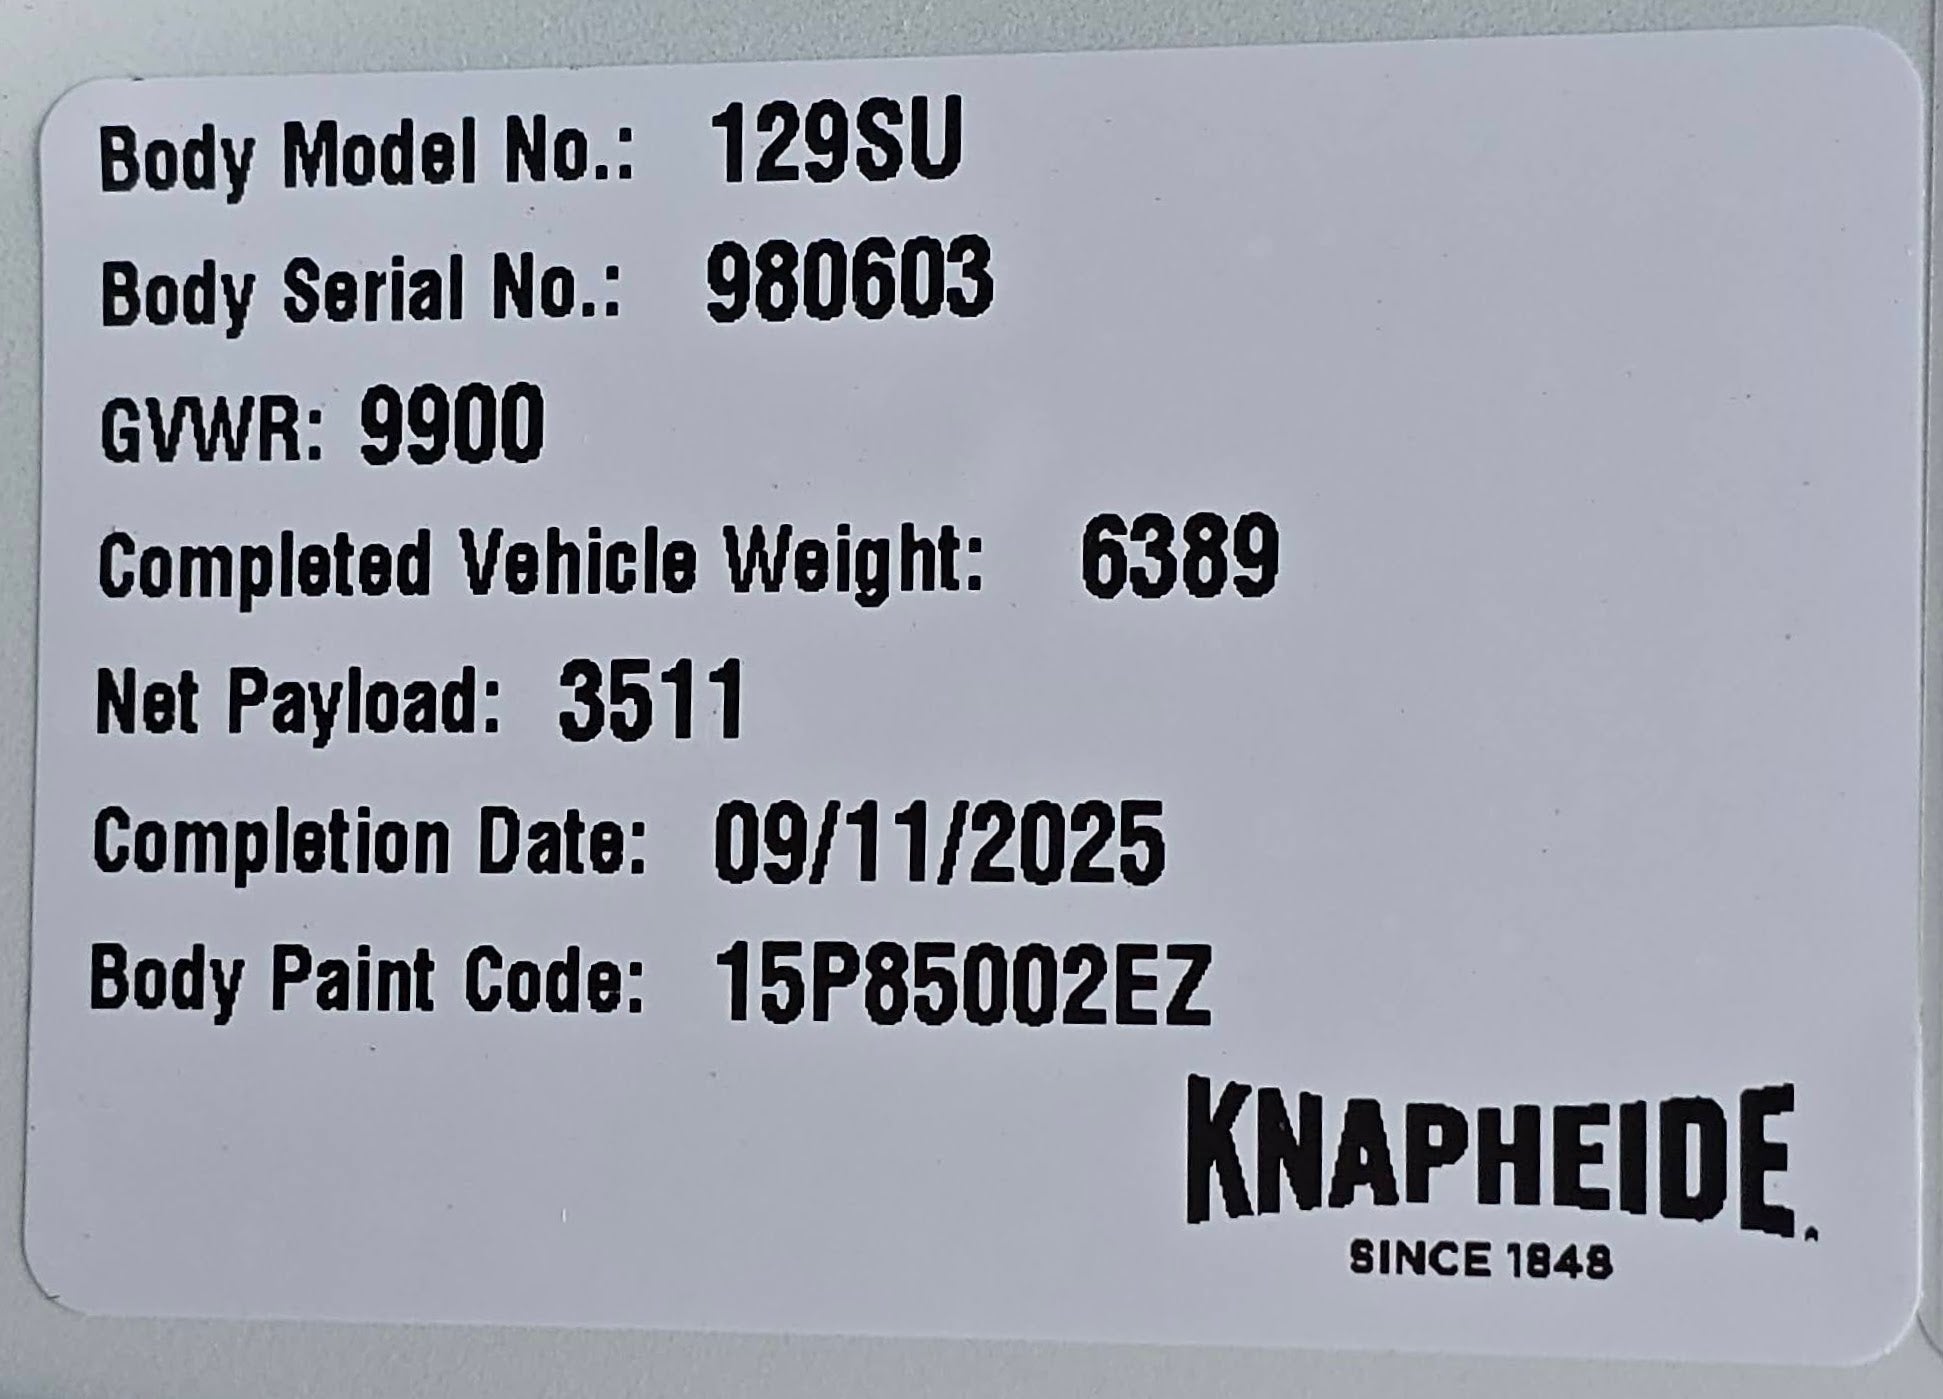 Body Model No.: 129SU
Body Serial No.: 980603
GVWR: 9900
Completed Vehicle Weight: 6389
Net Payload: 3511
Completion Date: 09/11/2025
Body Paint Code: 15P85002EZ
KNAPHEIDE
SINCE 1848